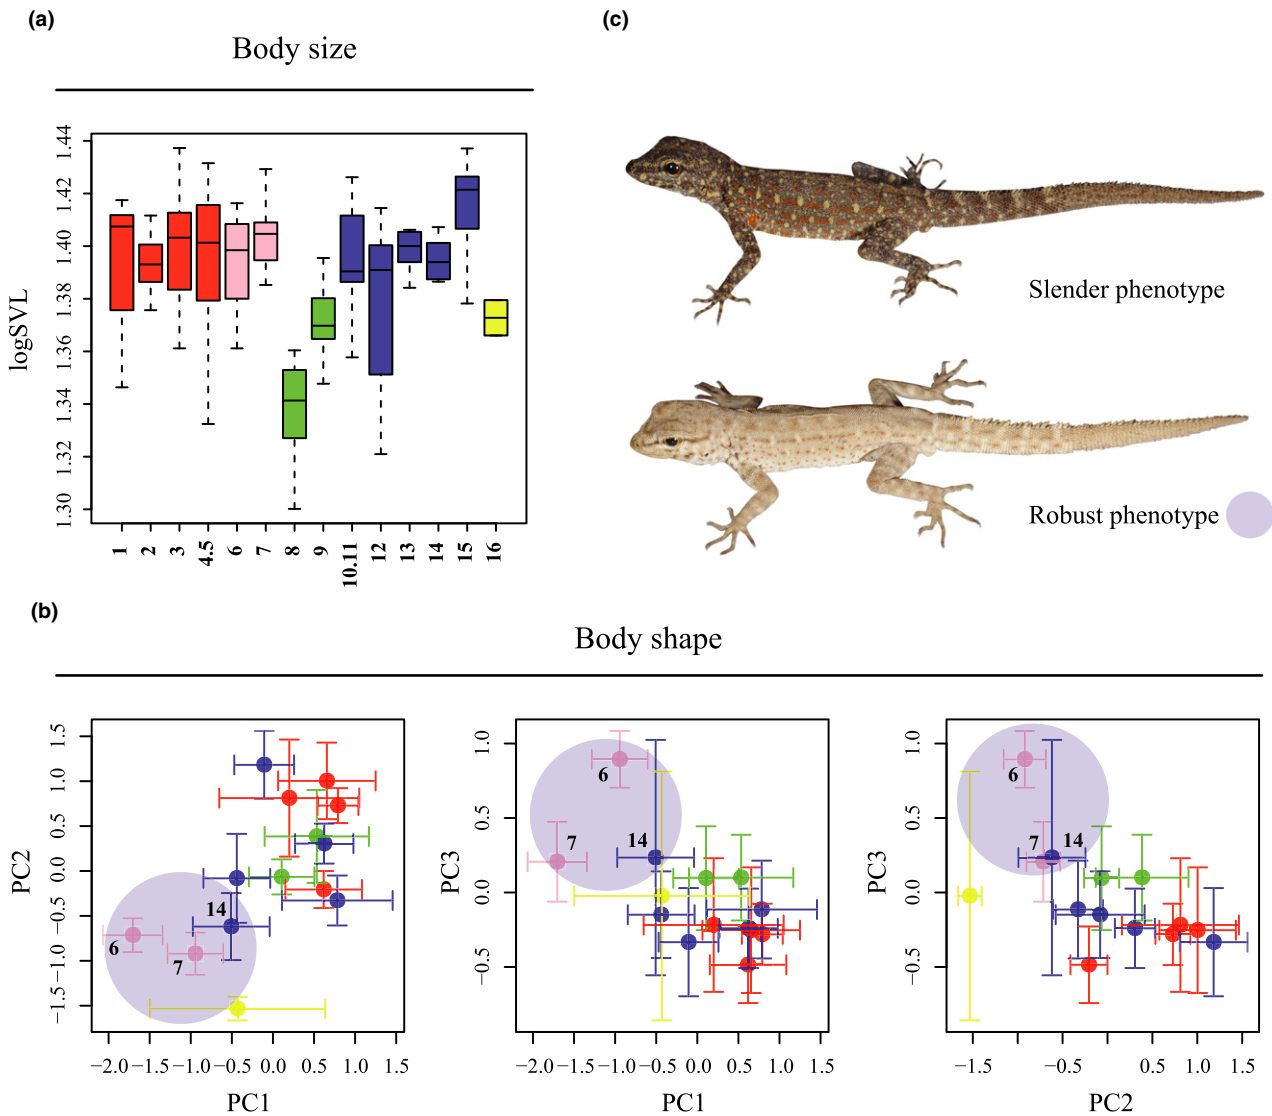 (a)
Body size
logSVL
1.44
1.42
1.40
1.38
1.36
1.34
1.32
1.30
1 2 3 4.5 6 7 8 9 10.11 12 13 14 15 16
(c)
Slender phenotype
Robust phenotype
(b)
Body shape
PC2
1.5
1.0
0.5
0.0
−0.5
−1.0
−1.5
14
6
7
−2.0 −1.5 −1.0 −0.5 0.0 0.5 1.0 1.5
PC1
PC3
1.0
0.5
0.0
−0.5
6
7
14
−2.0 −1.5 −1.0 −0.5 0.0 0.5 1.0 1.5
PC1
PC3
1.0
0.5
0.0
−0.5
6
7
14
−1.5 −0.5 0.5 1.0 1.5
PC2